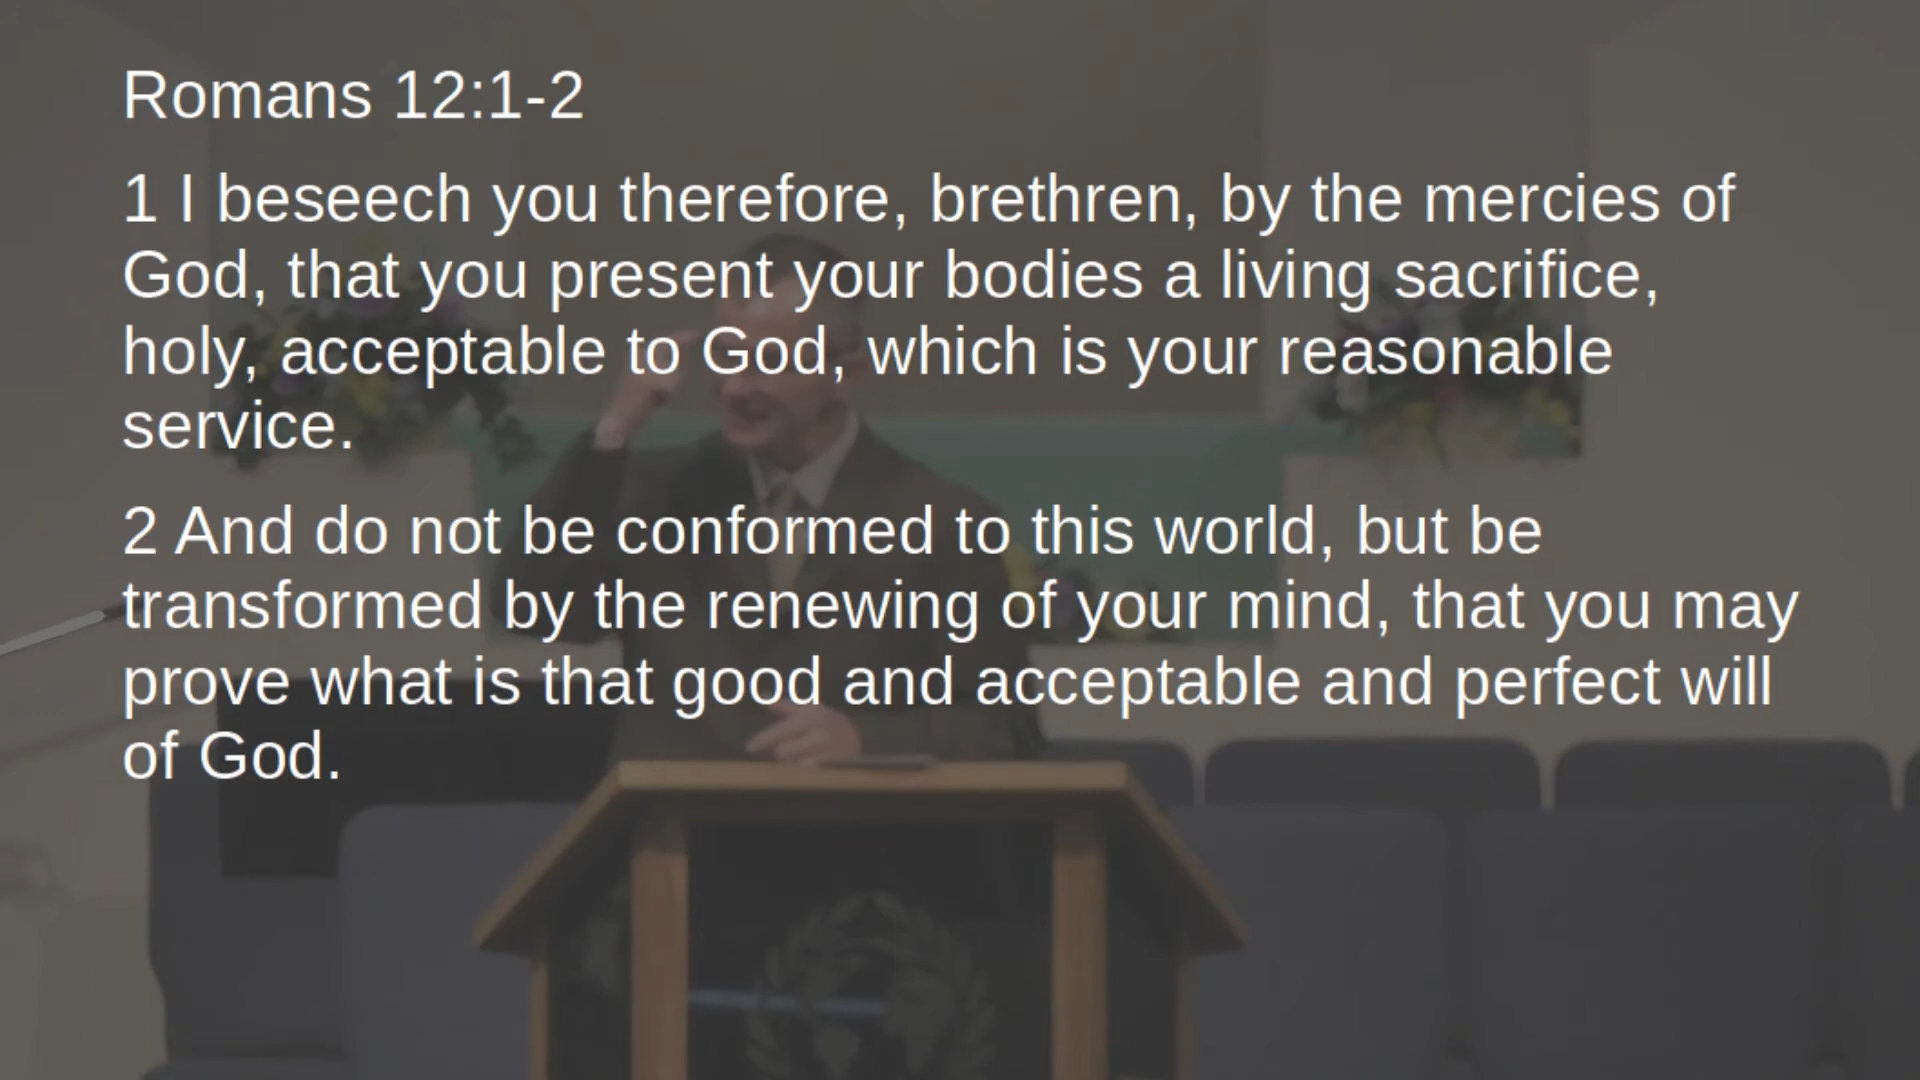 Romans 12:1-2
1 I beseech you therefore, brethren, by the mercies of
God, that you present your bodies a living sacrifice,
holy, acceptable to God, which is your reasonable
service.
2 And do not be conformed to this world, but be
transformed by the renewing of your mind, that you may
prove what is that good and acceptable and perfect will
of God.